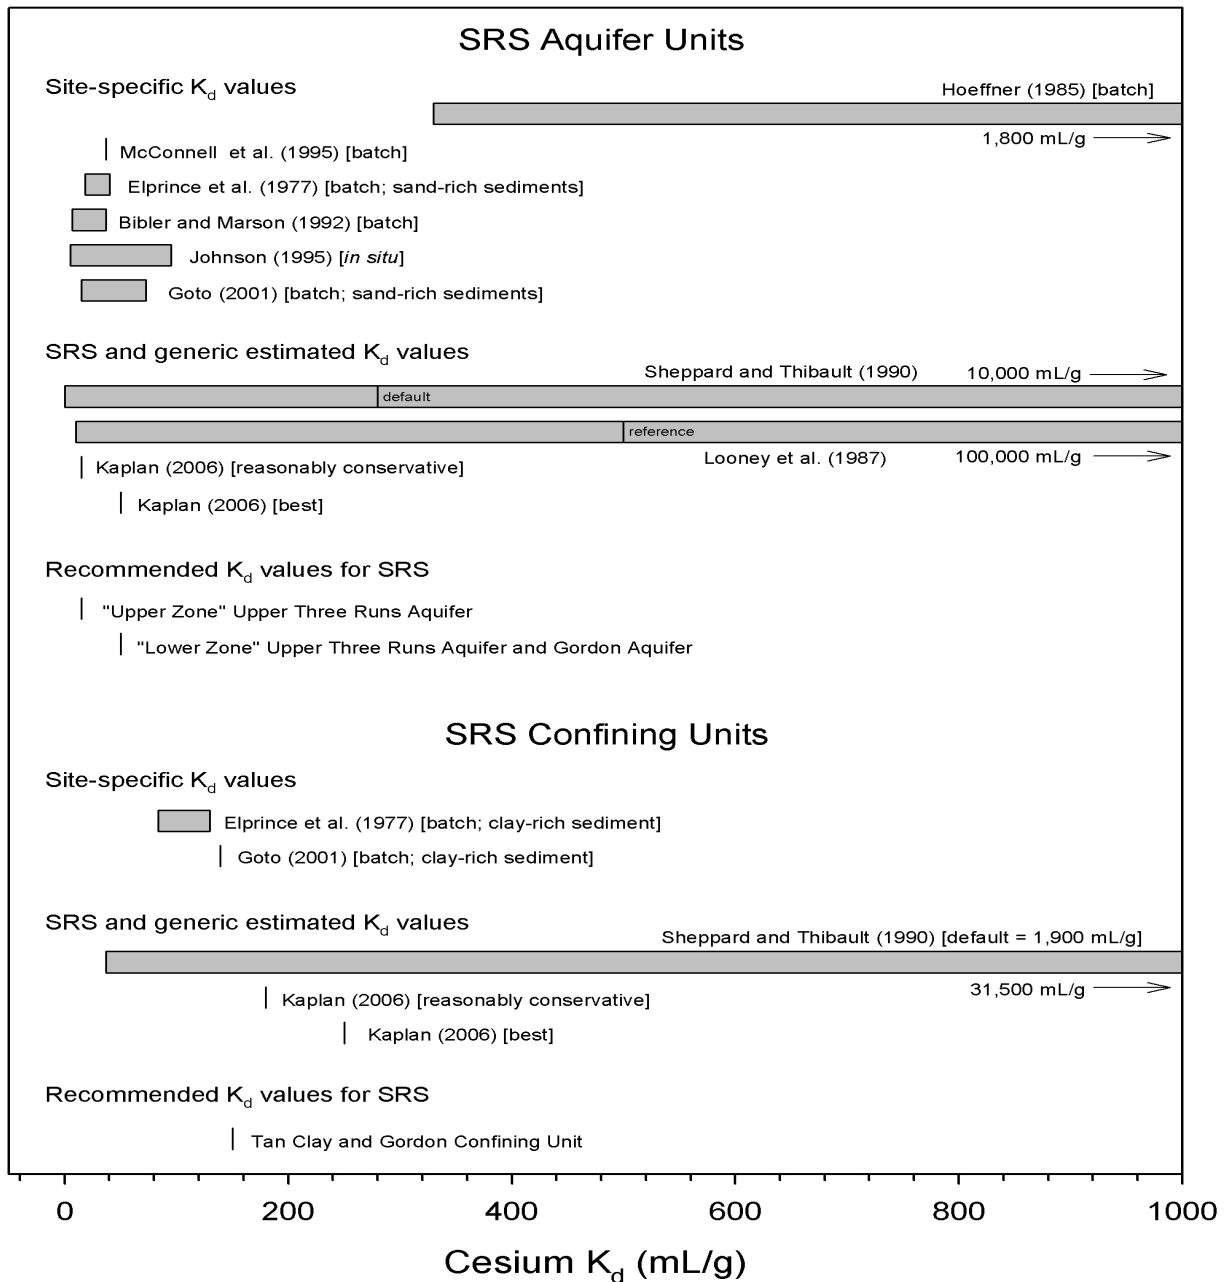 SRS Aquifer Units
Site-specific Kd values
Hoeffner (1985) [batch]
1,800 mL/g
McConnell et al. (1995) [batch]
Elprince et al. (1977) [batch; sand-rich sediments]
Bibler and Marson (1992) [batch]
Johnson (1995) [in situ]
Goto (2001) [batch; sand-rich sediments]
SRS and generic estimated Kd values
Sheppard and Thibault (1990) 10,000 mL/g
default
reference
Looney et al. (1987) 100,000 mL/g
Kaplan (2006) [reasonably conservative]
Kaplan (2006) [best]
Recommended Kd values for SRS
"Upper Zone" Upper Three Runs Aquifer
"Lower Zone" Upper Three Runs Aquifer and Gordon Aquifer
SRS Confining Units
Site-specific Kd values
Elprince et al. (1977) [batch; clay-rich sediment]
Goto (2001) [batch; clay-rich sediment]
SRS and generic estimated Kd values
Sheppard and Thibault (1990) [default = 1,900 mL/g]
31,500 mL/g
Kaplan (2006) [reasonably conservative]
Kaplan (2006) [best]
Recommended Kd values for SRS
Tan Clay and Gordon Confining Unit
0 200 400 600 800 1000
Cesium Kd (mL/g)